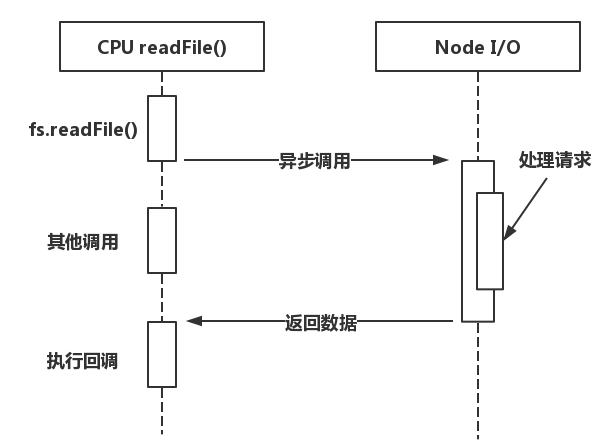 CPU readFile()
Node I/O
fs.readFile()
异步调用
处理请求
其他调用
返回数据
执行回调